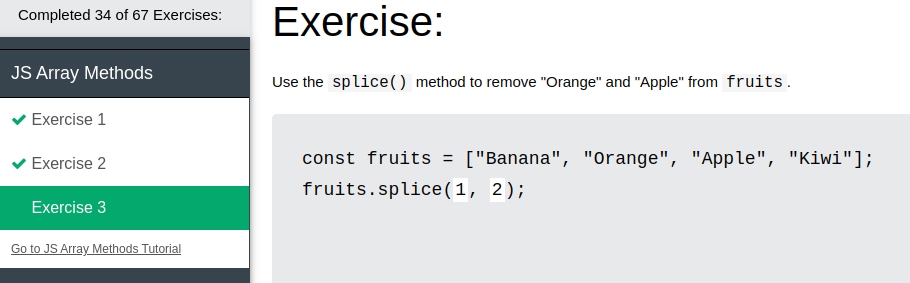 Completed 34 of 67 Exercises:
JS Array Methods
Exercise 1
Exercise 2
Exercise 3
Go to JS Array Methods Tutorial
Exercise:
Use the splice() method to remove "Orange" and "Apple" from fruits.
const fruits = ["Banana", "Orange", "Apple", "Kiwi"];
fruits.splice(1, 2);